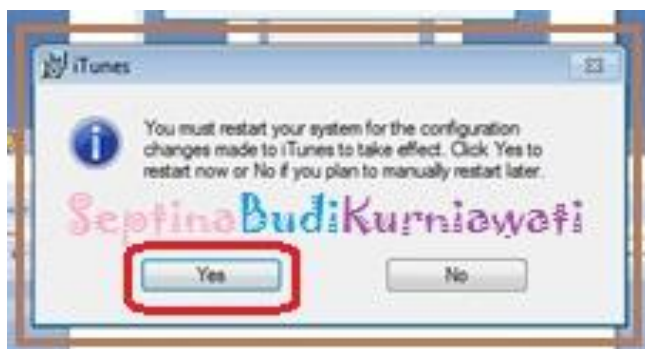 iTunes
You must restart your system for the configuration
changes made to iTunes to take effect. Click Yes to
restart now or No if you plan to manually restart later.
SeptinaBudiKurniawati
Yes No